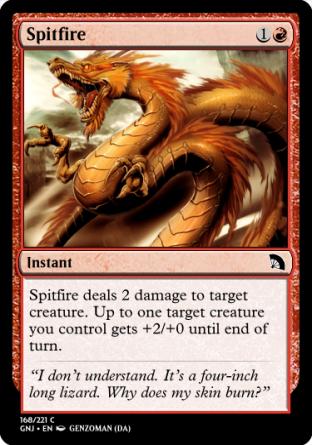 Spitfire 1
Instant
Spitfire deals 2 damage to target
creature. Up to one target creature
you control gets +2/+0 until end of
turn.
“I don't understand. It's a four-inch
long lizard. Why does my skin burn?”
168/221 C
GNJ • EN GENZOMAN (DA)